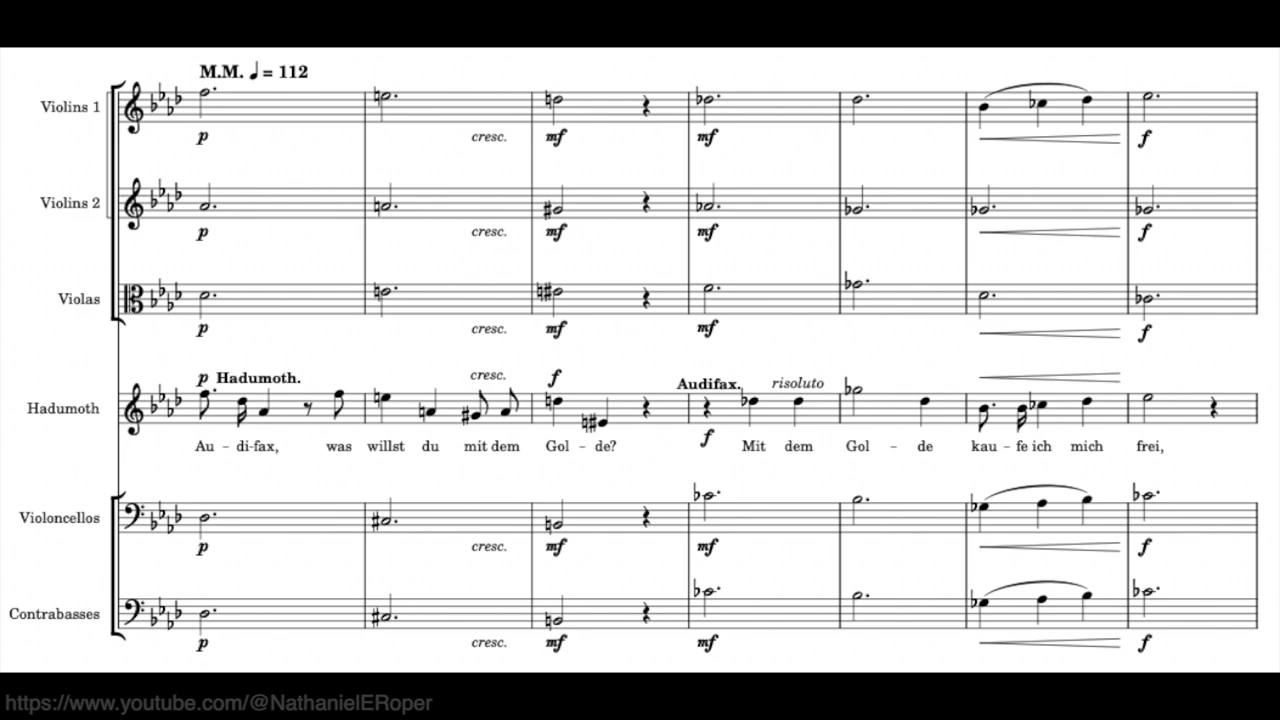 M.M. ♩ = 112
Violins 1
p cresc. mf mf f
Violins 2
p cresc. mf mf f
Violas
p cresc. mf mf f
p Hadumoth. cresc. f Audifax. risoluto
Hadumoth
f
Au - di-fax, was willst du mit dem Gol - de? Mit dem Gol - de kau - fe ich mich frei,
Violoncellos
p cresc. mf mf f
Contrabasses
p cresc. mf mf f
https://www.youtube.com/@NathanielERoper